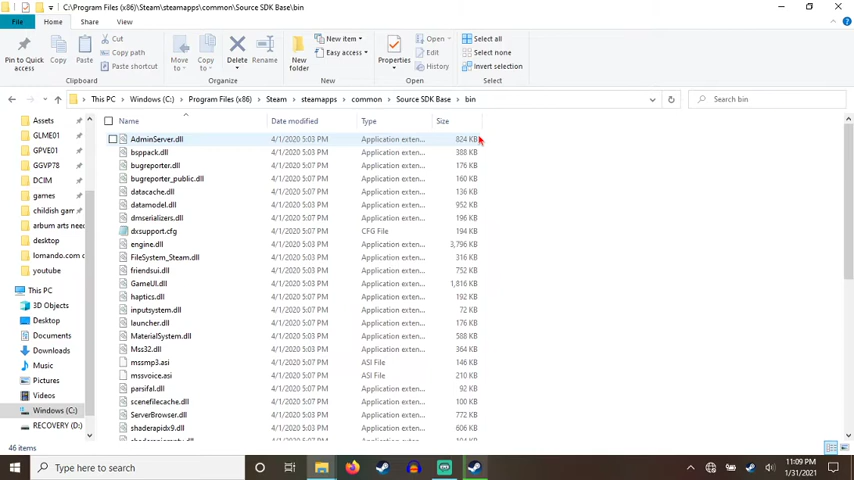 C:\Program Files (x86)\Steam\steamapps\common\Source SDK Base\bin
File Home Share View
Pin to Quick access
Copy
Paste
Cut
Copy path
Paste shortcut
Clipboard
Move to
Copy to
Delete
Rename
Organize
New folder
New item
Easy access
New
Properties
Open
Edit
History
Open
Select all
Select none
Invert selection
Select
This PC > Windows (C:) > Program Files (x86) > Steam > steamapps > common > Source SDK Base > bin
Search bin
Name Date modified Type Size
AdminServer.dll 4/1/2020 5:03 PM Application exten... 824 KB
bsppack.dll 4/1/2020 5:03 PM Application exten... 388 KB
bugreporter.dll 4/1/2020 5:03 PM Application exten... 176 KB
bugreporter_public.dll 4/1/2020 5:07 PM Application exten... 160 KB
datacache.dll 4/1/2020 5:07 PM Application exten... 136 KB
datamodel.dll 4/1/2020 5:07 PM Application exten... 952 KB
dmserializers.dll 4/1/2020 5:07 PM Application exten... 196 KB
dxsupport.cfg 4/1/2020 5:07 PM CFG File 194 KB
engine.dll 4/1/2020 5:07 PM Application exten... 3,796 KB
FileSystem_Steam.dll 4/1/2020 5:07 PM Application exten... 316 KB
friendsui.dll 4/1/2020 5:03 PM Application exten... 752 KB
GameUI.dll 4/1/2020 5:07 PM Application exten... 1,816 KB
haptics.dll 4/1/2020 5:07 PM Application exten... 192 KB
inputsystem.dll 4/1/2020 5:07 PM Application exten... 72 KB
launcher.dll 4/1/2020 5:07 PM Application exten... 176 KB
MaterialSystem.dll 4/1/2020 5:07 PM Application exten... 588 KB
Mss32.dll 4/1/2020 5:03 PM Application exten... 364 KB
mssmp3.asi 4/1/2020 5:07 PM ASI File 146 KB
mssvoice.asi 4/1/2020 5:07 PM ASI File 210 KB
parsifal.dll 4/1/2020 5:07 PM Application exten... 92 KB
scenefilecache.dll 4/1/2020 5:07 PM Application exten... 100 KB
ServerBrowser.dll 4/1/2020 5:03 PM Application exten... 772 KB
shaderapidx9.dll 4/1/2020 5:07 PM Application exten... 606 KB
Assets
GLME01
GPVE01
GGVP78
DCIM
games
childish gam
arbum arts nee
desktop
lomando.com c
youtube
This PC
3D Objects
Desktop
Documents
Downloads
Music
Pictures
Videos
Windows (C:)
RECOVERY (D:)
46 items
Type here to search
11:09 PM
1/31/2021